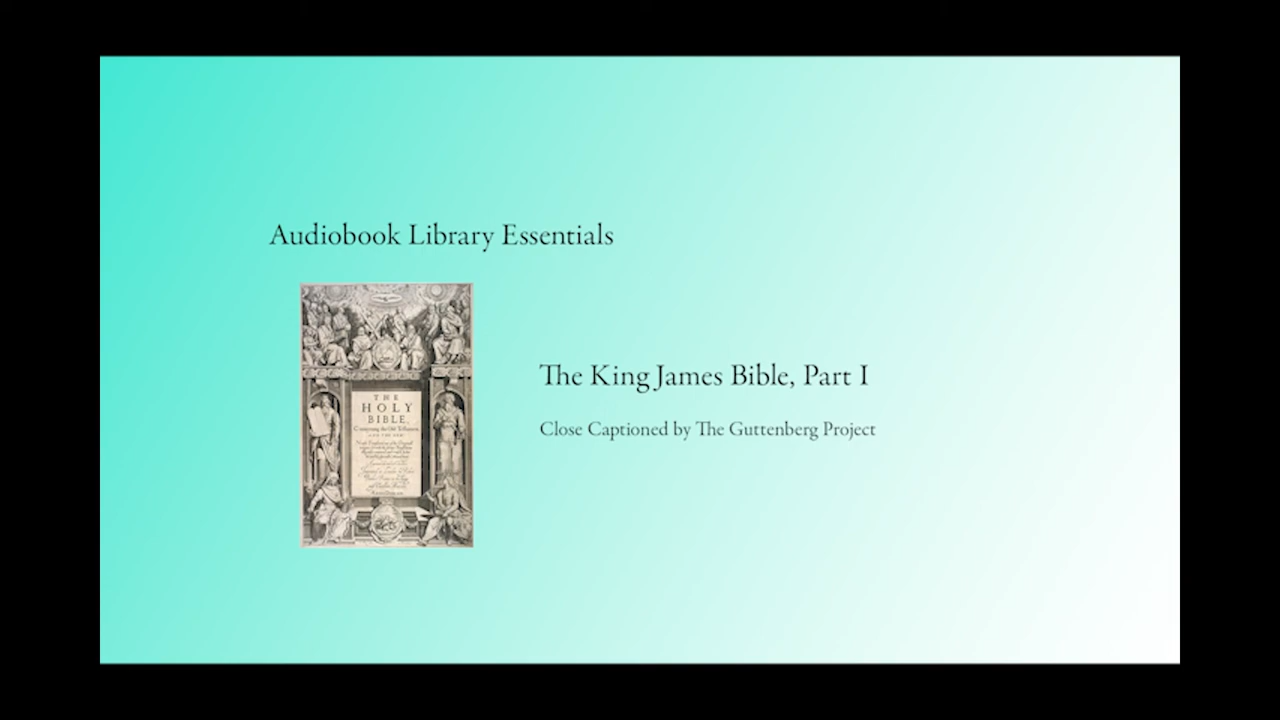 Audiobook Library Essentials
THE
HOLY
BIBLE,
The King James Bible, Part I
Close Captioned by The Guttenberg Project